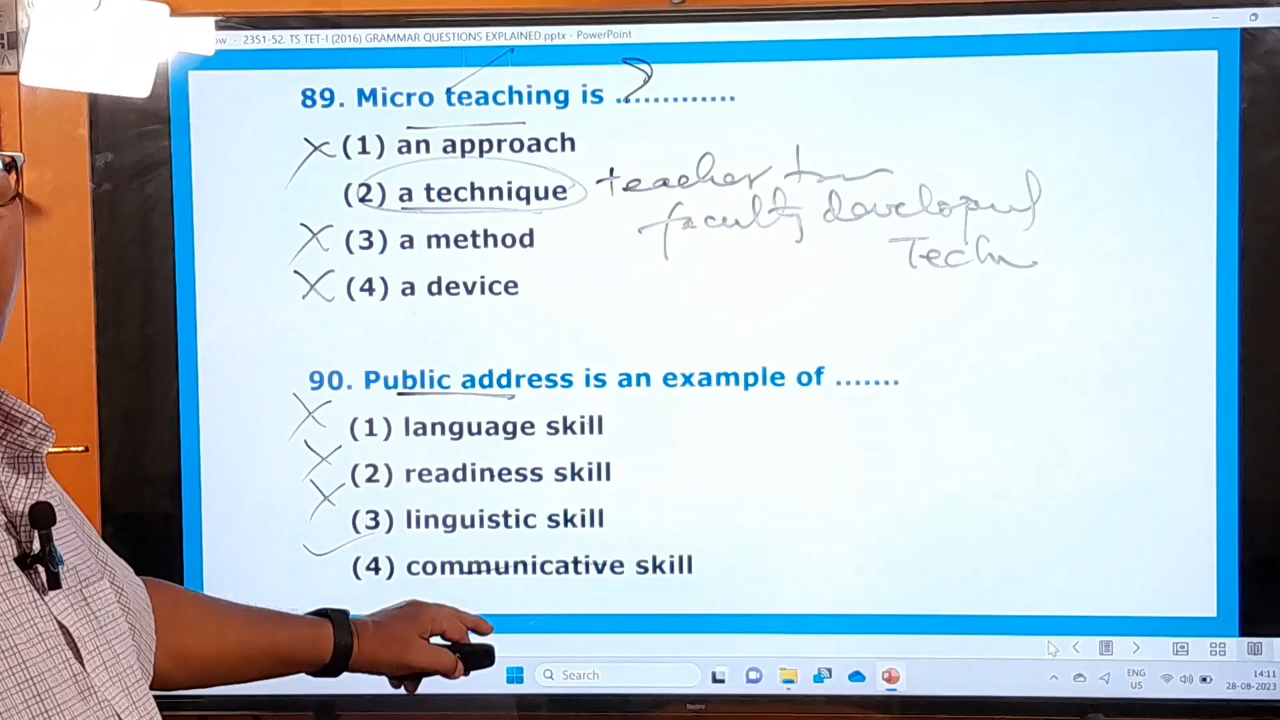 2351-52. TS TET-I (2016) GRAMMAR QUESTIONS EXPLAINED.pptx - PowerPoint
89. Micro teaching is .............
(1) an approach
(2) a technique
(3) a method
(4) a device
teacher
faculty
Tech
90. Public address is an example of .......
(1) language skill
(2) readiness skill
(3) linguistic skill
(4) communicative skill
Search
ENG
US
14:11
28-08-2023